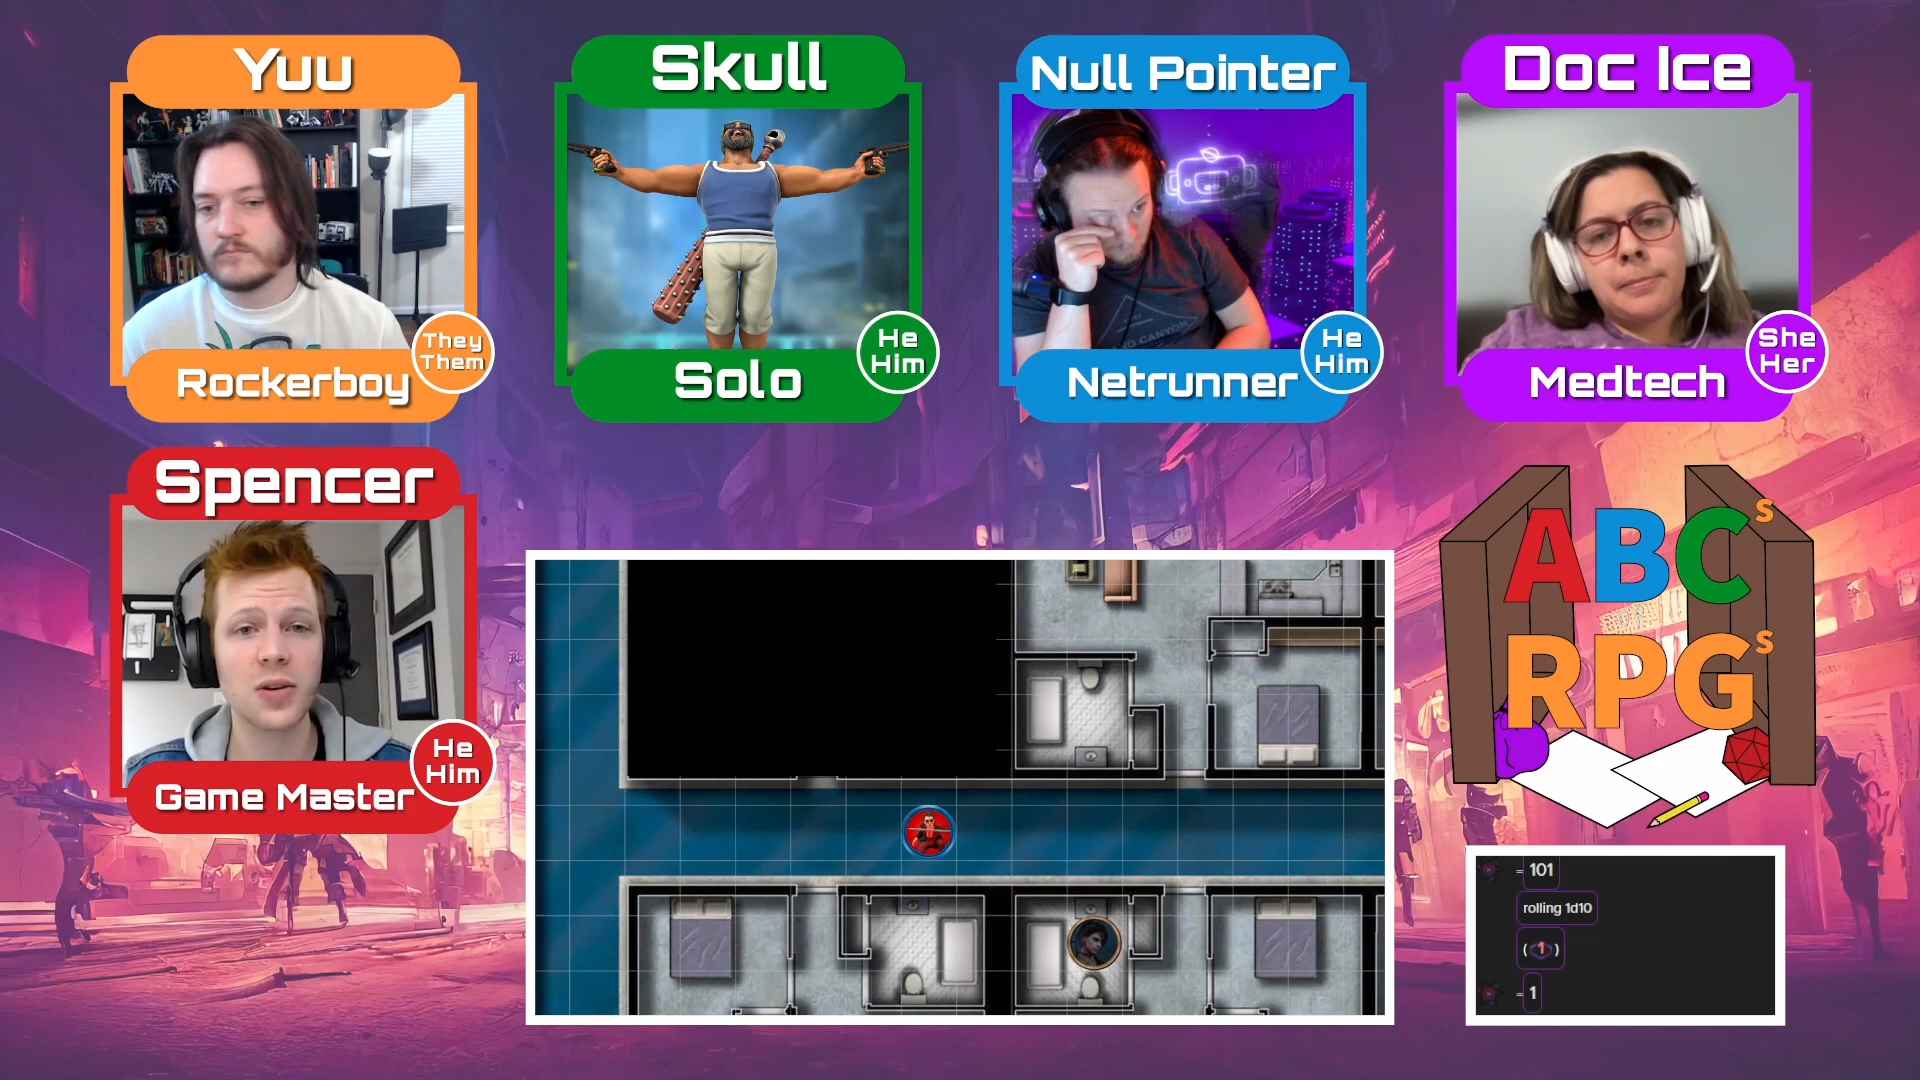 Yuu
Rockerboy
They
Them
Skull
Solo
He
Him
Null Pointer
Netrunner
He
Him
Doc Ice
Medtech
She
Her
Spencer
Game Master
He
Him
ABCs
of
RPGs
= 101
rolling 1d10
(1)
= 1